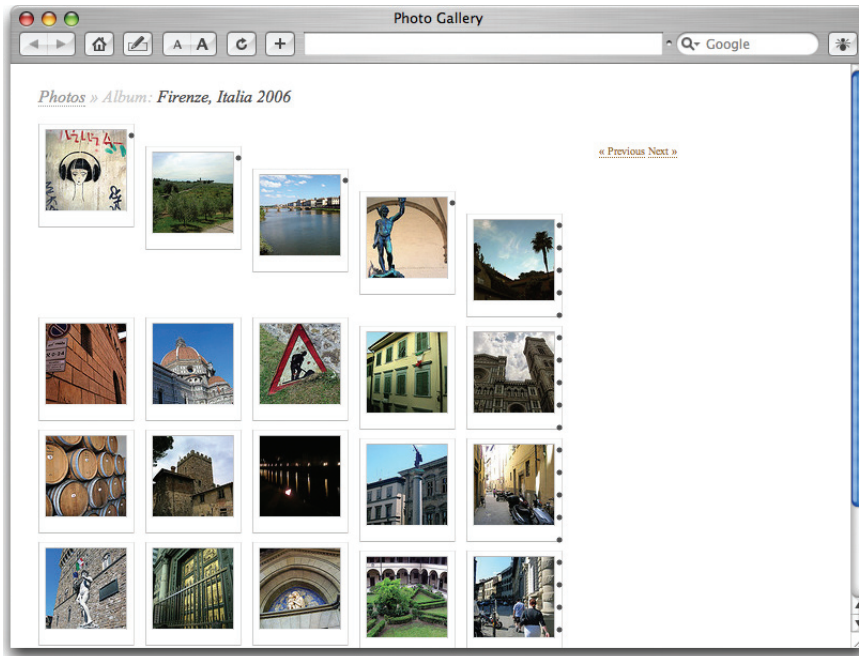 Photo Gallery
A A
Google
Photos » Album: Firenze, Italia 2006
« Previous Next »